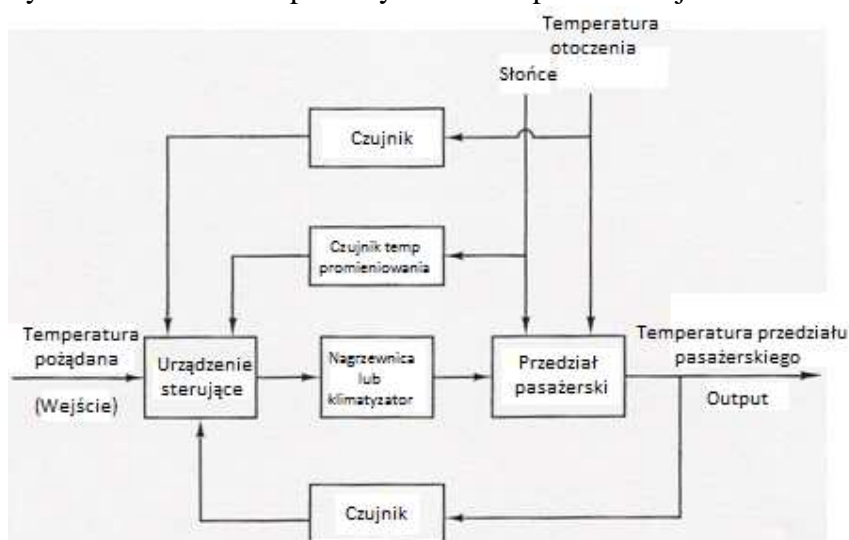 Temperatura
otoczenia
Słońce
Czujnik
Czujnik temp
promieniowania
Temperatura
pożądana
(Wejście)
Urządzenie
sterujące
Nagrzewnica
lub
klimatyzator
Przedział
pasażerski
Temperatura przedziału
pasażerskiego
Output
Czujnik